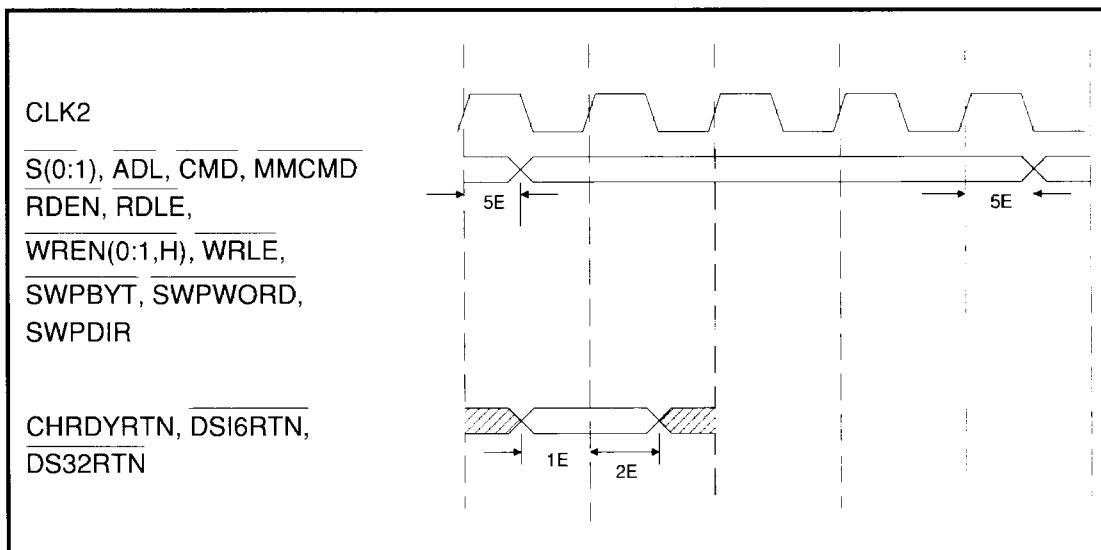 CLK2
S(0:1), ADL, CMD, MMCMD
RDEN, RDLE,
WREN(0:1,H), WRLE,
SWPBYT, SWPWORD,
SWPDIR
5E
5E
CHRDYRTN, DSI6RTN,
DS32RTN
1E
2E